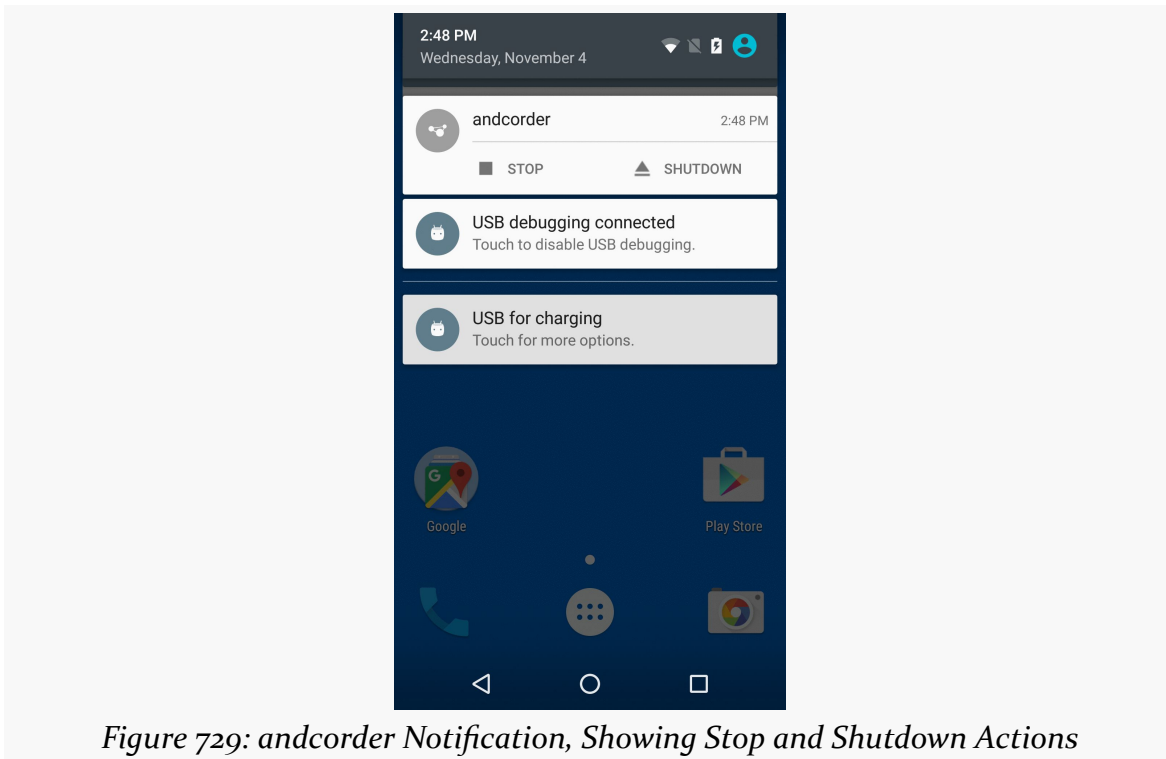 2:48 PM
Wednesday, November 4
andcorder 2:48 PM
STOP SHUTDOWN
USB debugging connected
Touch to disable USB debugging.
USB for charging
Touch for more options.
G
Google Play Store
Figure 729: andcorder Notification, Showing Stop and Shutdown Actions